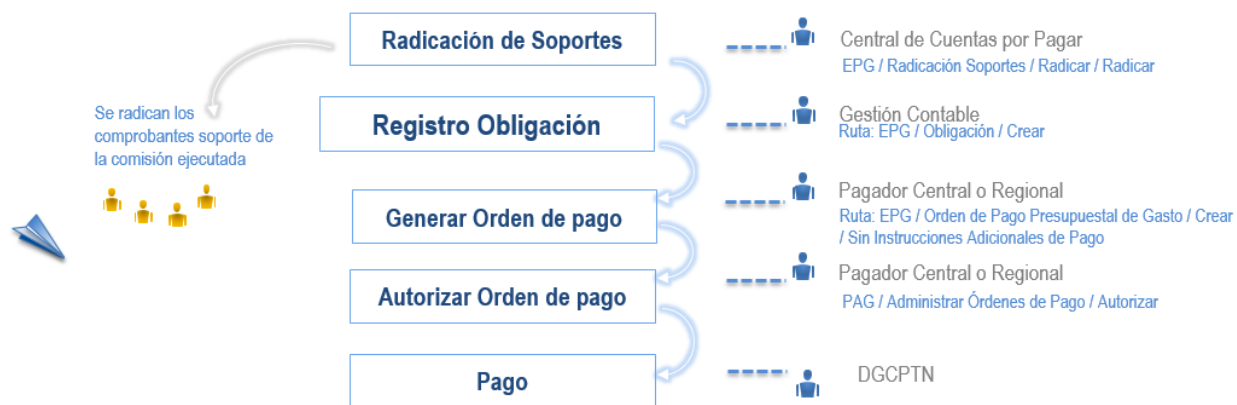 Radicación de Soportes
Central de Cuentas por Pagar
EPG / Radicación Soportes / Radicar / Radicar
Se radican los
comprobantes soporte de
la comisión ejecutada
Registro Obligación
Gestión Contable
Ruta: EPG / Obligación / Crear
Generar Orden de pago
Pagador Central o Regional
Ruta: EPG / Orden de Pago Presupuestal de Gasto / Crear
/ Sin Instrucciones Adicionales de Pago
Autorizar Orden de pago
Pagador Central o Regional
PAG / Administrar Órdenes de Pago / Autorizar
Pago
DGCPTN